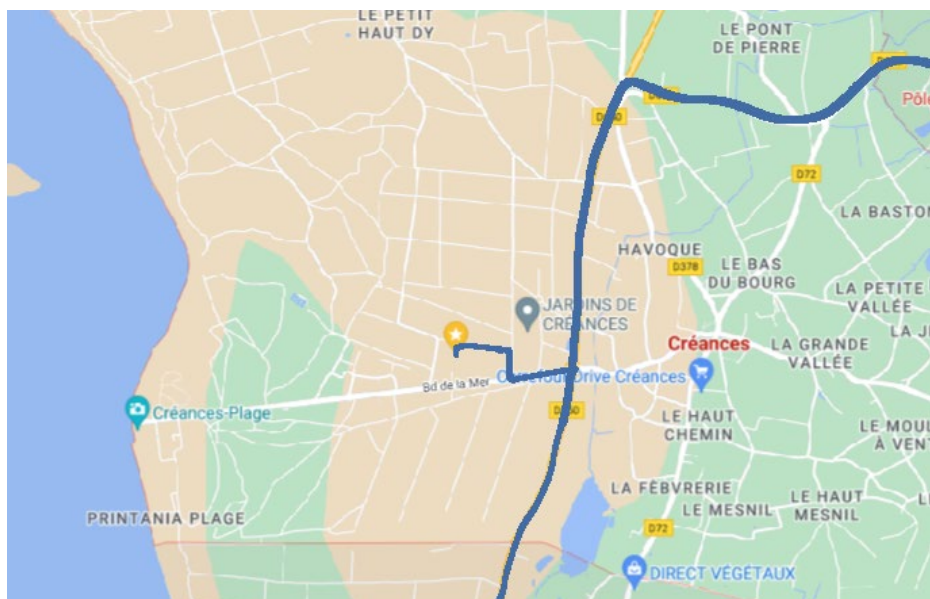 LE PETIT
HAUT DY
LE PONT
DE PIERRE
D72
LA BASTON
HAVOQUE
D378
LE BAS
DU BOURG
LA PETITE
VALLÉE
JARDINS DE
CRÉANCES
Créances
LA GRANDE
VALLÉE
LA J
Bd de la Mer
Carrefour Drive Créances
Créances-Plage
LE HAUT
CHEMIN
LE MOUL
À VENT
LA FÈBVRERIE
LE MESNIL
LE HAUT
MESNIL
PRINTANIA PLAGE
D72
DIRECT VÉGÉTAUX